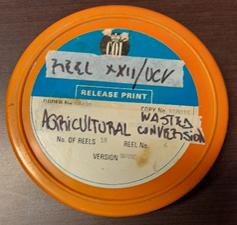 COI
REEL XXII/UCV
RELEASE PRINT
COPY No.
AGRICULTURAL WASTES CONVERSION
No. OF REELS
REEL No.
VERSION